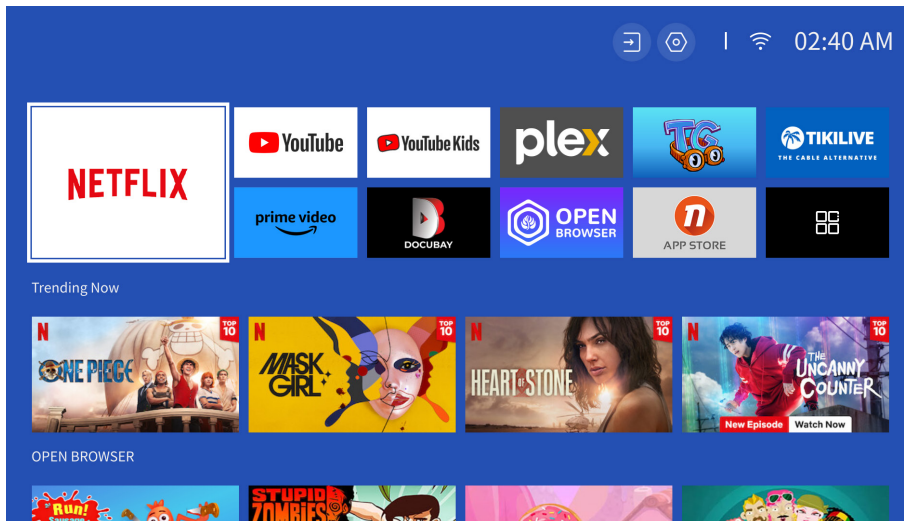 02:40 AM
NETFLIX
YouTube
YouTube Kids
plex
TG
TIKILIVE
THE CABLE ALTERNATIVE
prime video
DOCUBAY
OPEN
BROWSER
n
APP STORE
Trending Now
N
TOP
10
ONE PIECE
N
TOP
10
MASK
GIRL
N
TOP
10
HEART OF STONE
N
TOP
10
THE
UNCANNY
COUNTER
New Episode
Watch Now
OPEN BROWSER
Run!
Sausage
STUPID
ZOMBIES